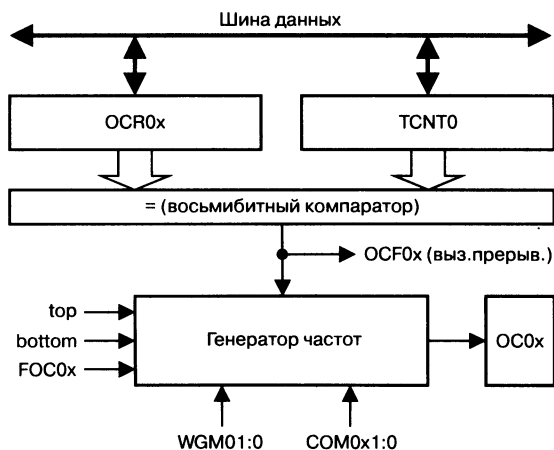 Шина данных
OCR0x
TCNT0
= (восьмибитный компаратор)
OCF0x (выз.прерыв.)
top
bottom
FOC0x
Генератор частот
OC0x
WGM01:0
COM0x1:0